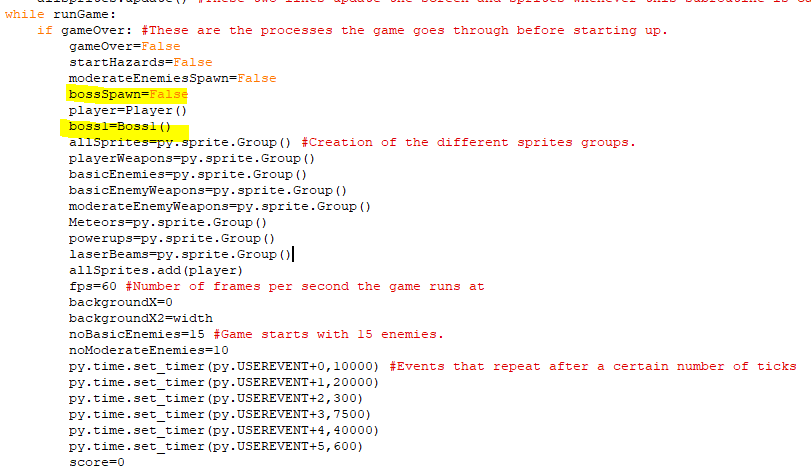 allSprites.update() #These two lines update the screen and sprites whenever this subroutine is
while runGame:
    if gameOver: #These are the processes the game goes through before starting up.
        gameOver=False
        startHazards=False
        moderateEnemiesSpawn=False
        bossSpawn=False
        player=Player()
        boss1=Boss1()
        allSprites=py.sprite.Group() #Creation of the different sprites groups.
        playerWeapons=py.sprite.Group()
        basicEnemies=py.sprite.Group()
        basicEnemyWeapons=py.sprite.Group()
        moderateEnemyWeapons=py.sprite.Group()
        Meteors=py.sprite.Group()
        powerups=py.sprite.Group()
        laserBeams=py.sprite.Group()
        allSprites.add(player)
        fps=60 #Number of frames per second the game runs at
        backgroundX=0
        backgroundX2=width
        noBasicEnemies=15 #Game starts with 15 enemies.
        noModerateEnemies=10
        py.time.set_timer(py.USEREVENT+0,10000) #Events that repeat after a certain number of ticks
        py.time.set_timer(py.USEREVENT+1,20000)
        py.time.set_timer(py.USEREVENT+2,300)
        py.time.set_timer(py.USEREVENT+3,7500)
        py.time.set_timer(py.USEREVENT+4,40000)
        py.time.set_timer(py.USEREVENT+5,600)
        score=0